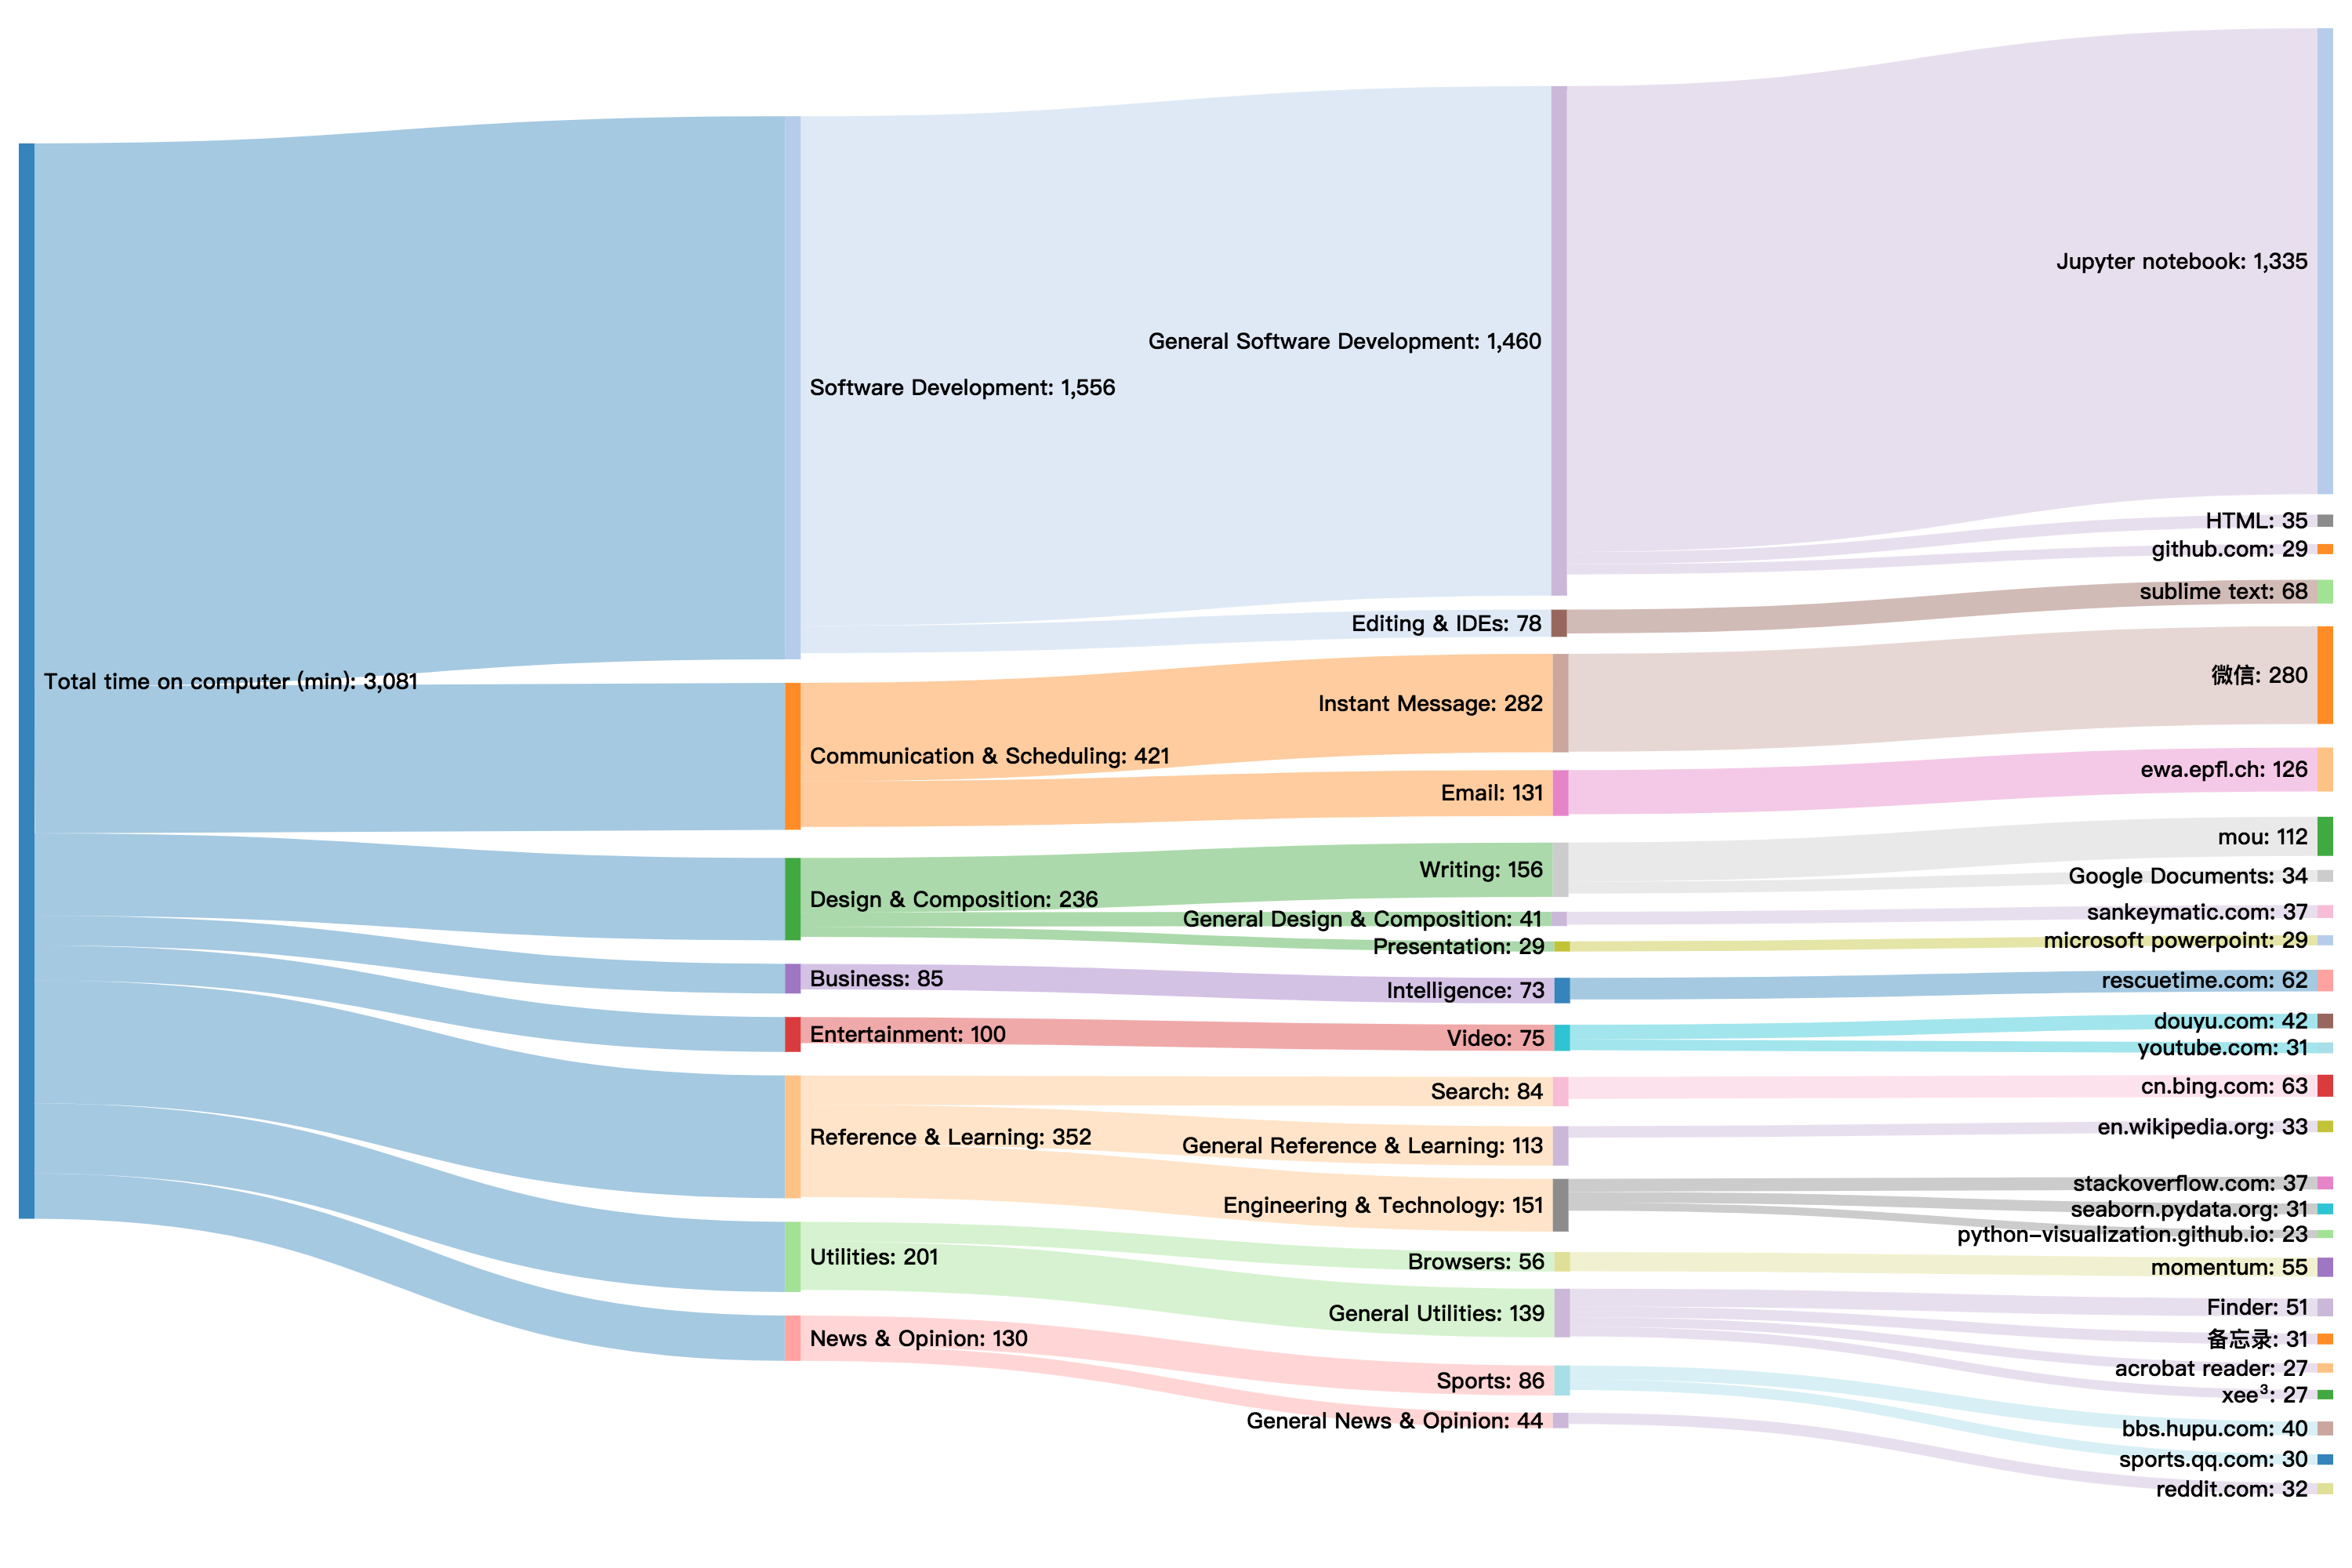 Total time on computer (min): 3,081
Software Development: 1,556
Communication & Scheduling: 421
Design & Composition: 236
Business: 85
Entertainment: 100
Reference & Learning: 352
Utilities: 201
News & Opinion: 130
General Software Development: 1,460
Editing & IDEs: 78
Instant Message: 282
Email: 131
Writing: 156
General Design & Composition: 41
Presentation: 29
Intelligence: 73
Video: 75
Search: 84
General Reference & Learning: 113
Engineering & Technology: 151
Browsers: 56
General Utilities: 139
Sports: 86
General News & Opinion: 44
Jupyter notebook: 1,335
HTML: 35
github.com: 29
sublime text: 68
微信: 280
ewa.epfl.ch: 126
mou: 112
Google Documents: 34
sankeymatic.com: 37
microsoft powerpoint: 29
rescuetime.com: 62
douyu.com: 42
youtube.com: 31
cn.bing.com: 63
en.wikipedia.org: 33
stackoverflow.com: 37
seaborn.pydata.org: 31
python-visualization.github.io: 23
momentum: 55
Finder: 51
备忘录: 31
acrobat reader: 27
xee³: 27
bbs.hupu.com: 40
sports.qq.com: 30
reddit.com: 32